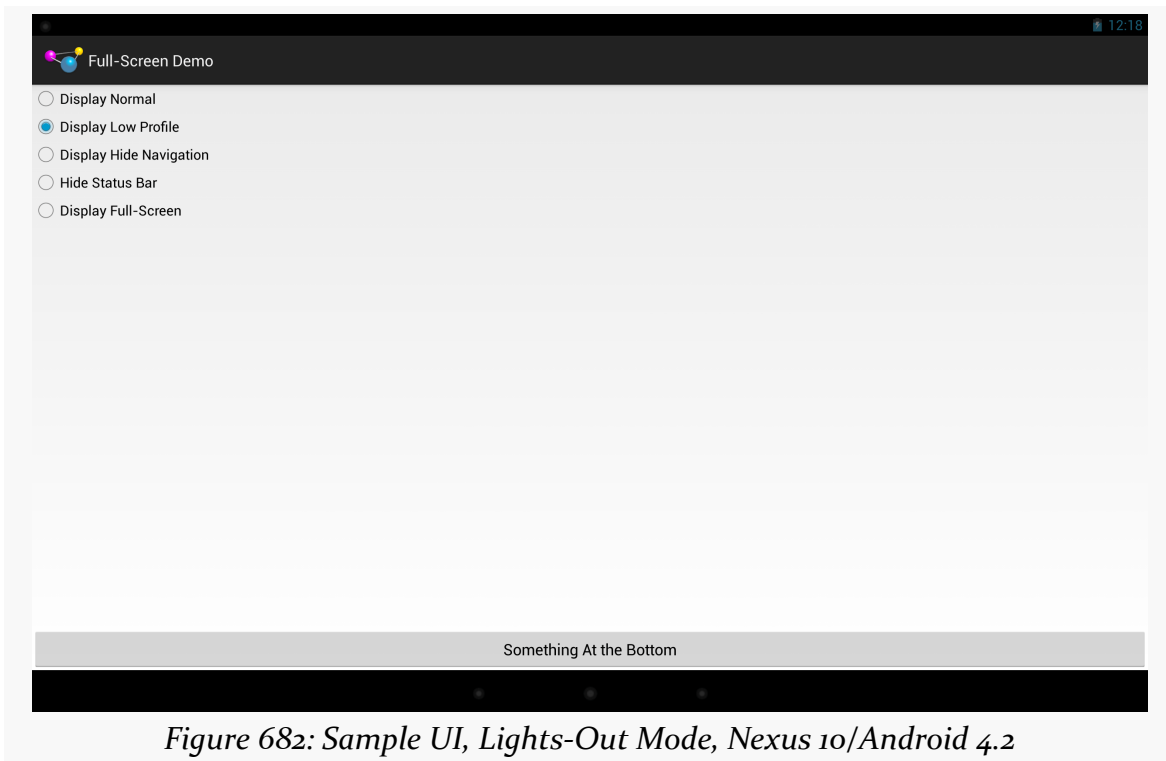 12:18
Full-Screen Demo
Display Normal
Display Low Profile
Display Hide Navigation
Hide Status Bar
Display Full-Screen
Something At the Bottom
Figure 682: Sample UI, Lights-Out Mode, Nexus 10/Android 4.2